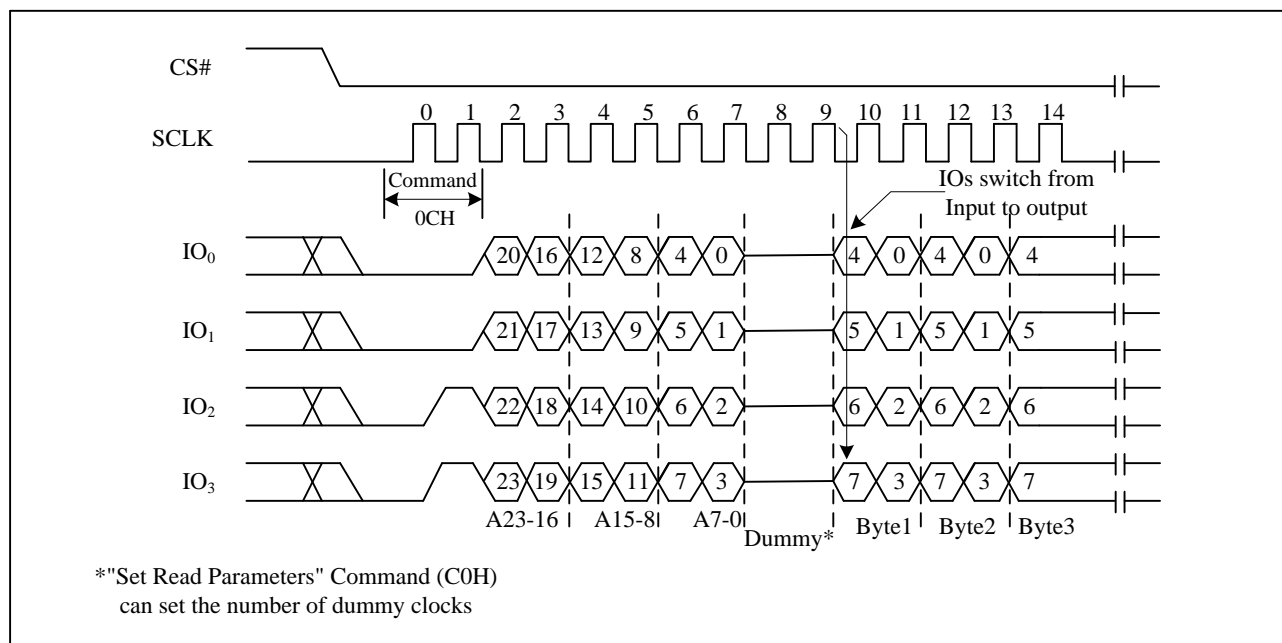 CS#
0 1 2 3 4 5 6 7 8 9 10 11 12 13 14
SCLK
Command
0CH
IOs switch from
Input to output
IO0 20 16 12 8 4 0 4 0 4 0 4
IO1 21 17 13 9 5 1 5 1 5 1 5
IO2 22 18 14 10 6 2 6 2 6 2 6
IO3 23 19 15 11 7 3 7 3 7 3 7
A23-16 A15-8 A7-0 Dummy* Byte1 Byte2 Byte3
*"Set Read Parameters" Command (C0H)
can set the number of dummy clocks